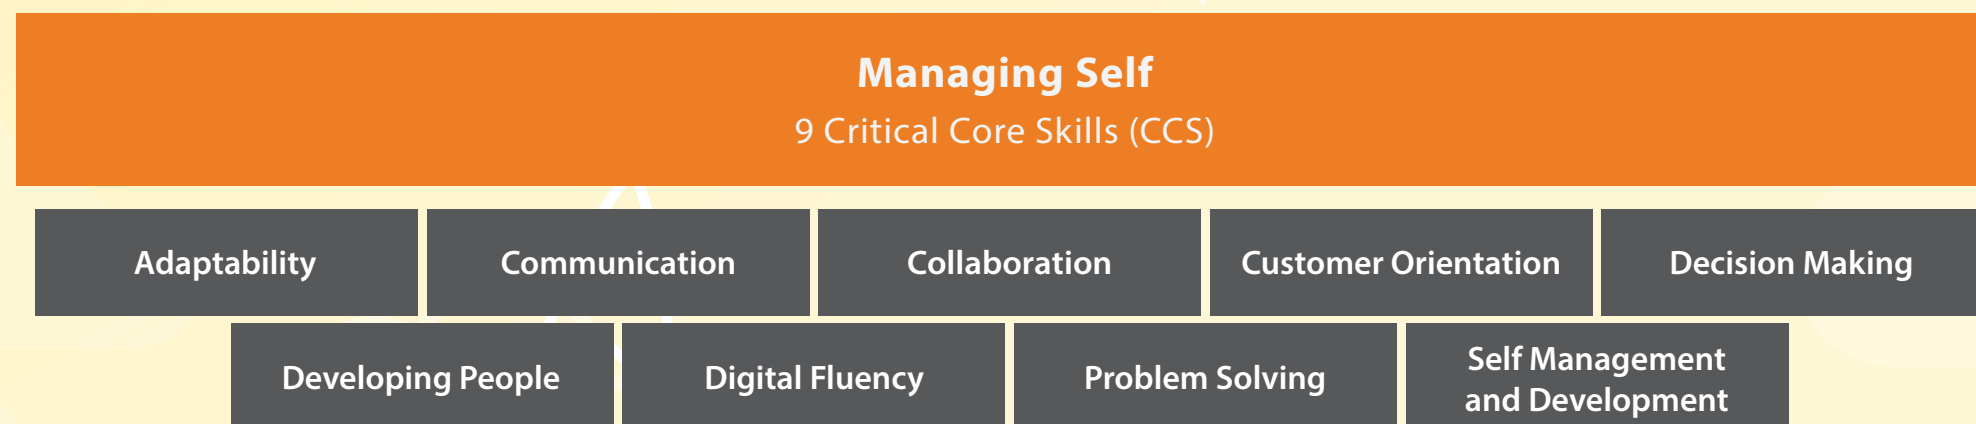 Managing Self
9 Critical Core Skills (CCS)
Adaptability
Communication
Collaboration
Customer Orientation
Decision Making
Developing People
Digital Fluency
Problem Solving
Self Management
and Development